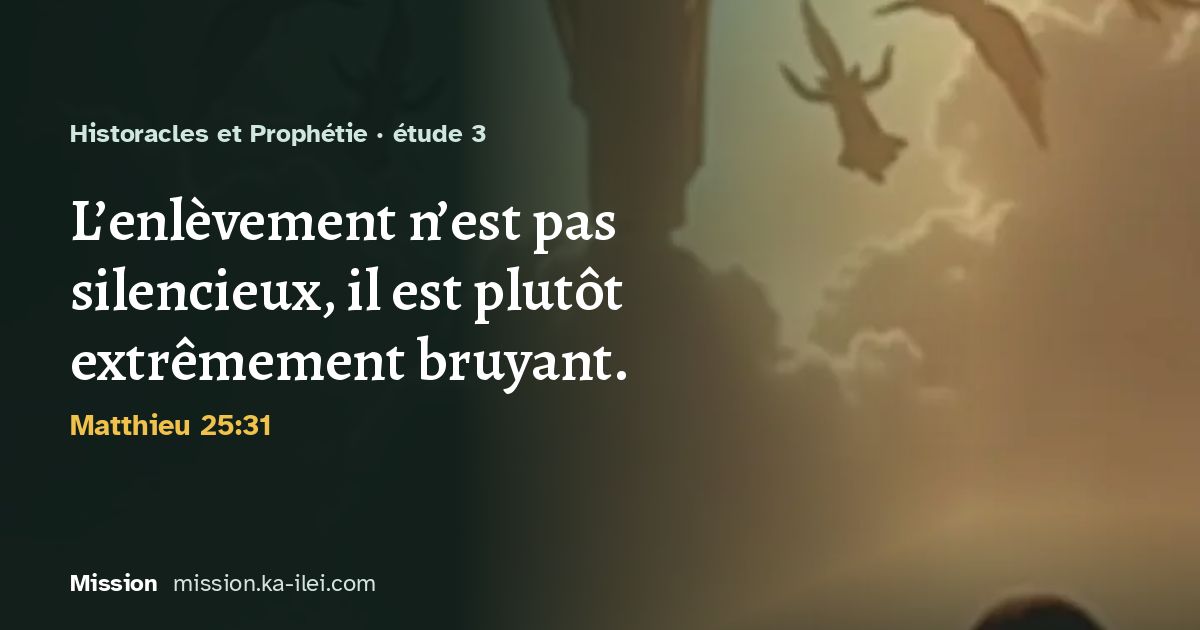 Historacles et Prophétie · étude 3
L’enlèvement n’est pas
silencieux, il est plutôt
extrêmement bruyant.
Matthieu 25:31
Mission mission.ka-ilei.com